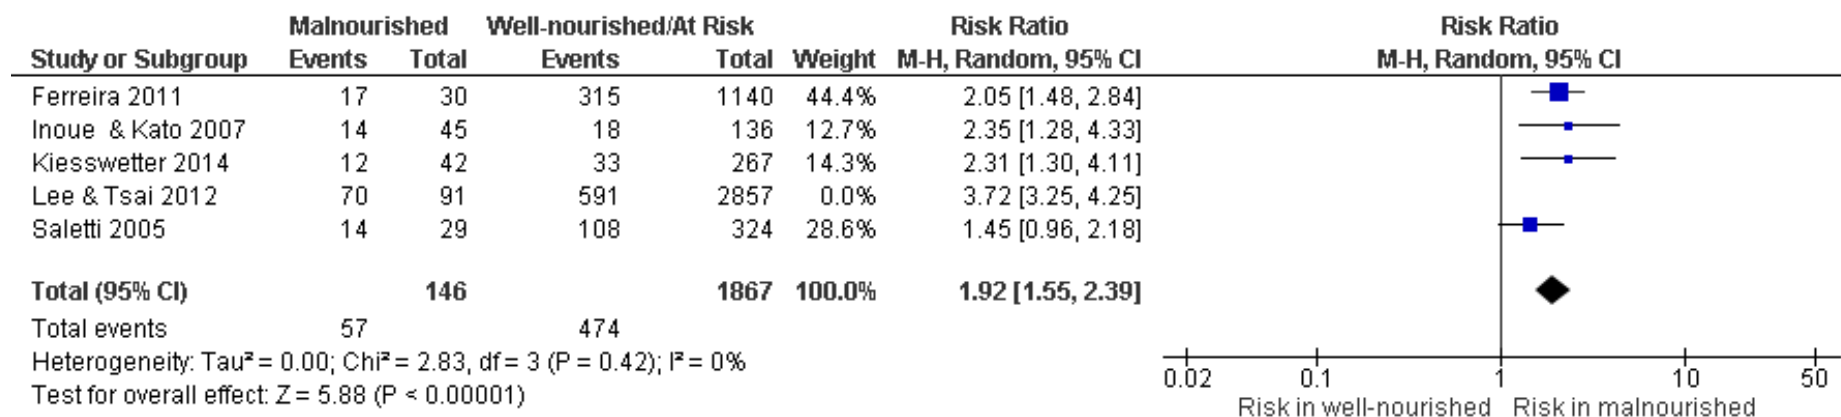 Malnourished Well-nourished/At Risk Risk Ratio Risk Ratio
Study or Subgroup Events Total Events Total Weight M-H, Random, 95% CI M-H, Random, 95% CI
Ferreira 2011 17 30 315 1140 44.4% 2.05 [1.48, 2.84]
Inoue & Kato 2007 14 45 18 136 12.7% 2.35 [1.28, 4.33]
Kiesswetter 2014 12 42 33 267 14.3% 2.31 [1.30, 4.11]
Lee & Tsai 2012 70 91 591 2857 0.0% 3.72 [3.25, 4.25]
Saletti 2005 14 29 108 324 28.6% 1.45 [0.96, 2.18]
Total (95% CI) 146 1867 100.0% 1.92 [1.55, 2.39]
Total events 57 474
Heterogeneity: Tau² = 0.00; Chi² = 2.83, df = 3 (P = 0.42); I² = 0%
Test for overall effect: Z = 5.88 (P < 0.00001)
0.02 0.1 1 10 50
Risk in well-nourished Risk in malnourished